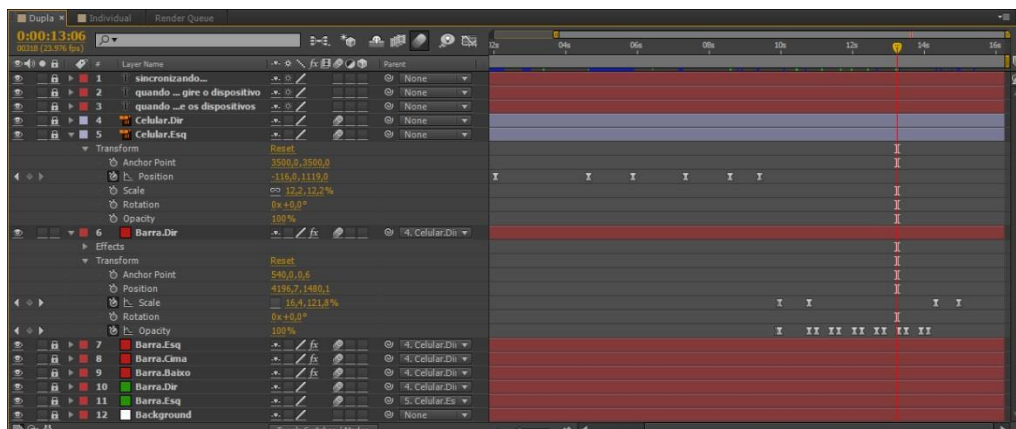 Dupla × Individual Render Queue
0:00:13:06
00318 (23.976 fps)
02s 04s 06s 08s 10s 12s 14s 16s
# Layer Name Parent
1 sincronizando... None
2 quando ... gire o dispositivo None
3 quando ...e os dispositivos None
4 Celular.Dir None
5 Celular.Esq None
Transform Reset
Anchor Point 3500,0,3500,0
Position -116,0,1119,0
Scale 12,2,12,2%
Rotation 0x+0,0°
Opacity 100%
6 Barra.Dir fx 4. Celular.Dir
Effects
Transform Reset
Anchor Point 540,0,0,6
Position 4196,7,1480,1
Scale 16,4,121,8%
Rotation 0x+0,0°
Opacity 100%
7 Barra.Esq fx 4. Celular.Dir
8 Barra.Cima fx 4. Celular.Dir
9 Barra.Baixo fx 4. Celular.Dir
10 Barra.Dir 4. Celular.Dir
11 Barra.Esq 5. Celular.Es
12 Background None